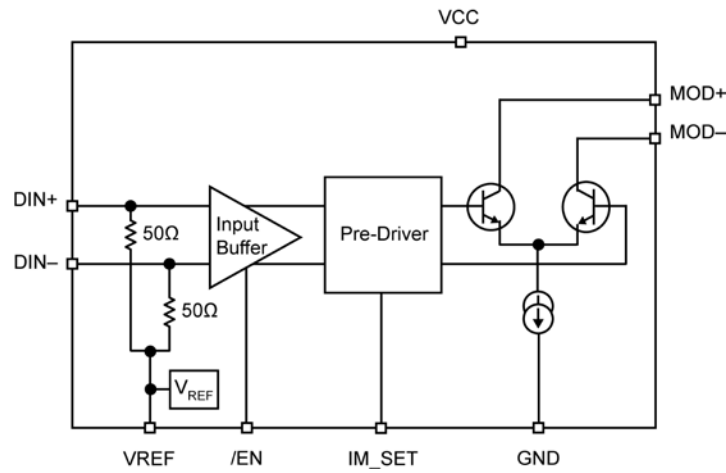 VCC
MOD+
MOD–
DIN+
DIN–
50Ω
50Ω
Input
Buffer
Pre-Driver
VREF
VREF
/EN
IM_SET
GND